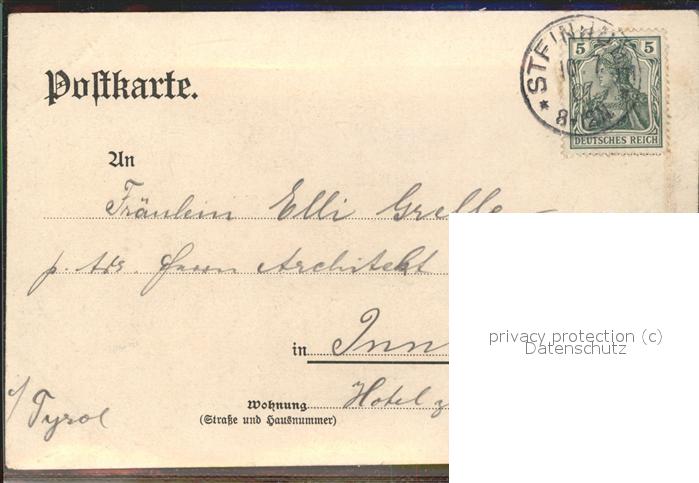 Postkarte.
* STEINH
5 5
DEUTSCHES REICH
An
Fräulein Elli Grelle
p. Adr. Herrn Architekt
in Inn
Hotel z
i/ Tyrol
Wohnung
(Straße und Hausnummer)
privacy protection (c)
Datenschutz